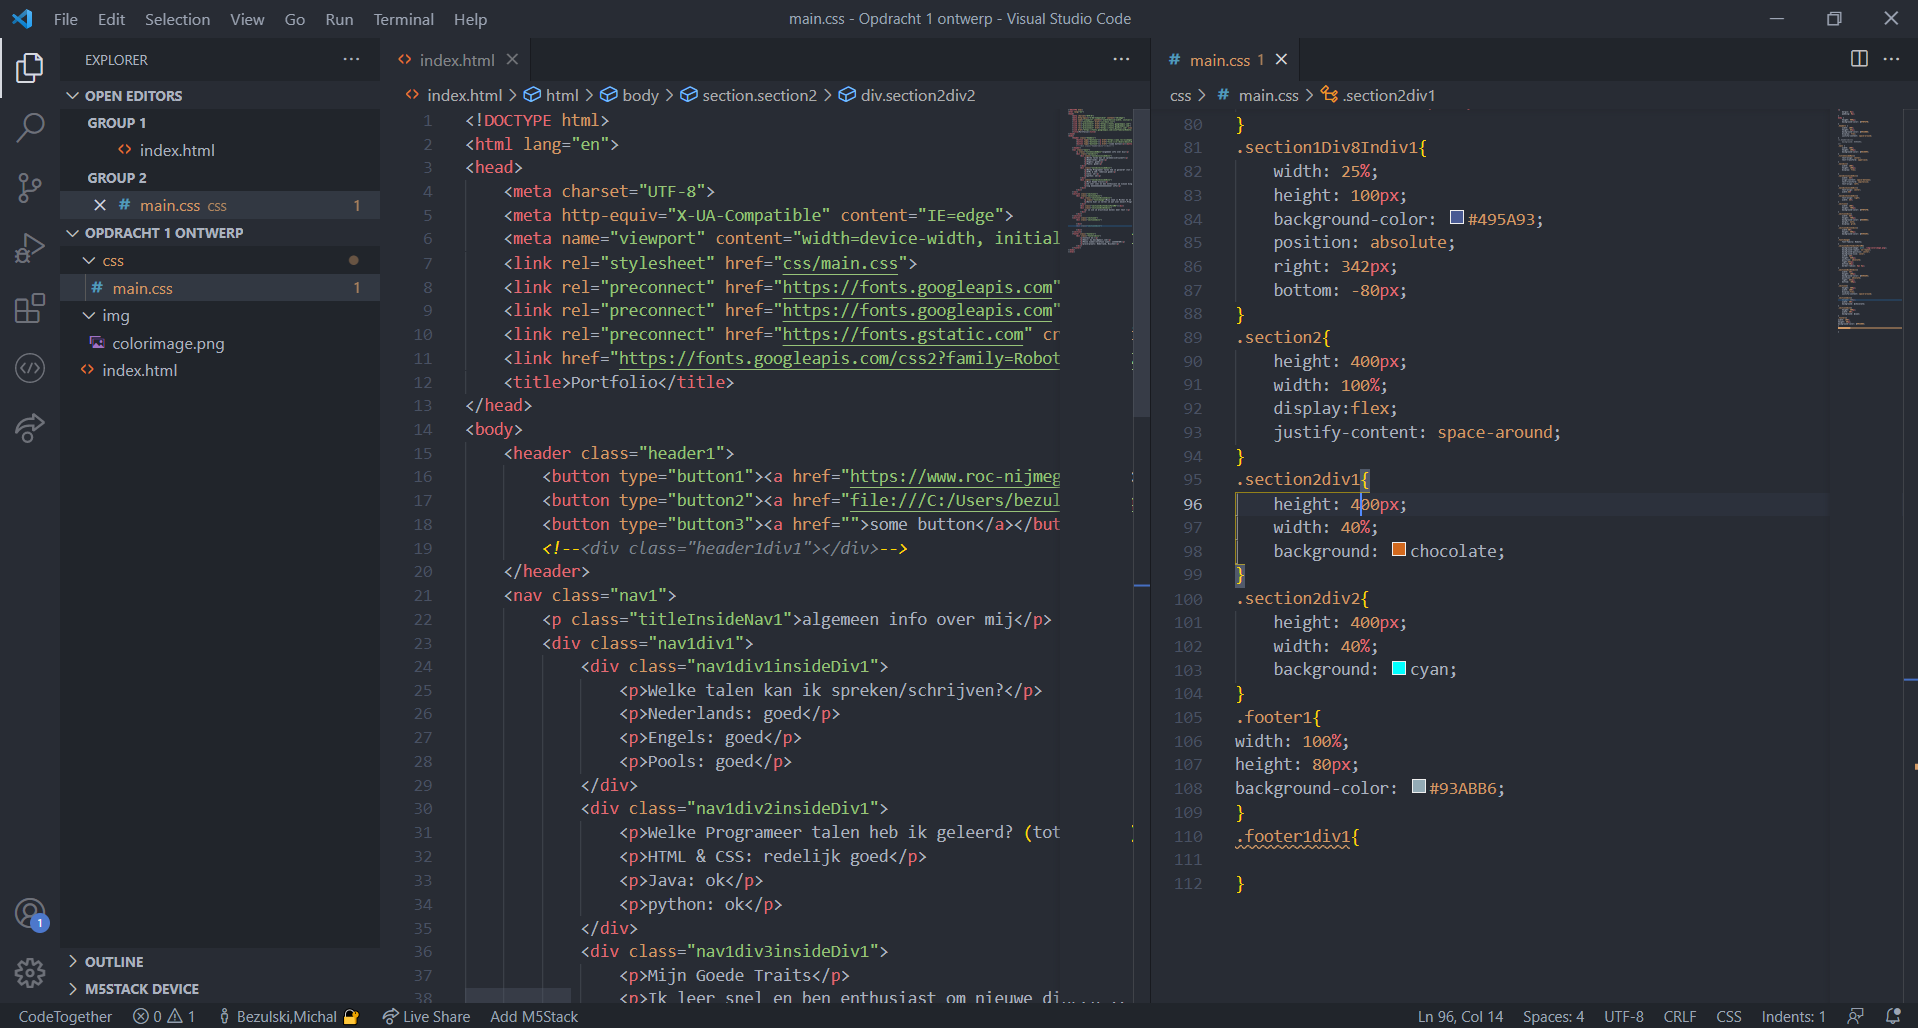 File Edit Selection View Go Run Terminal Help
main.css - Opdracht 1 ontwerp - Visual Studio Code
EXPLORER
OPEN EDITORS
GROUP 1
index.html
GROUP 2
main.css css 1
OPDRACHT 1 ONTWERP
css
main.css 1
img
colorimage.png
index.html
OUTLINE
M5STACK DEVICE
index.html
index.html > html > body > section.section2 > div.section2div2
1 <!DOCTYPE html>
2 <html lang="en">
3 <head>
4 <meta charset="UTF-8">
5 <meta http-equiv="X-UA-Compatible" content="IE=edge">
6 <meta name="viewport" content="width=device-width, initial
7 <link rel="stylesheet" href="css/main.css">
8 <link rel="preconnect" href="https://fonts.googleapis.com"
9 <link rel="preconnect" href="https://fonts.googleapis.com"
10 <link rel="preconnect" href="https://fonts.gstatic.com" cr
11 <link href="https://fonts.googleapis.com/css2?family=Robot
12 <title>Portfolio</title>
13 </head>
14 <body>
15 <header class="header1">
16 <button type="button1"><a href="https://www.roc-nijmeg
17 <button type="button2"><a href="file:///C:/Users/bezul
18 <button type="button3"><a href="">some button</a></but
19 <!--<div class="header1div1"></div>-->
20 </header>
21 <nav class="nav1">
22 <p class="titleInsideNav1">algemeen info over mij</p>
23 <div class="nav1div1">
24 <div class="nav1div1insideDiv1">
25 <p>Welke talen kan ik spreken/schrijven?</p>
26 <p>Nederlands: goed</p>
27 <p>Engels: goed</p>
28 <p>Pools: goed</p>
29 </div>
30 <div class="nav1div2insideDiv1">
31 <p>Welke Programeer talen heb ik geleerd? (tot
32 <p>HTML & CSS: redelijk goed</p>
33 <p>Java: ok</p>
34 <p>python: ok</p>
35 </div>
36 <div class="nav1div3insideDiv1">
37 <p>Mijn Goede Traits</p>
38 <p>Ik leer snel en ben enthusiast om nieuwe
main.css 1
css > main.css > .section2div1
80 }
81 .section1Div8Indiv1{
82 width: 25%;
83 height: 100px;
84 background-color: #495A93;
85 position: absolute;
86 right: 342px;
87 bottom: -80px;
88 }
89 .section2{
90 height: 400px;
91 width: 100%;
92 display:flex;
93 justify-content: space-around;
94 }
95 .section2div1{
96 height: 400px;
97 width: 40%;
98 background: chocolate;
99 }
100 .section2div2{
101 height: 400px;
102 width: 40%;
103 background: cyan;
104 }
105 .footer1{
106 width: 100%;
107 height: 80px;
108 background-color: #93ABB6;
109 }
110 .footer1div1{
111
112 }
1
CodeTogether 0 1 Bezulski,Michal Live Share Add M5Stack
Ln 96, Col 14 Spaces: 4 UTF-8 CRLF CSS Indents: 1